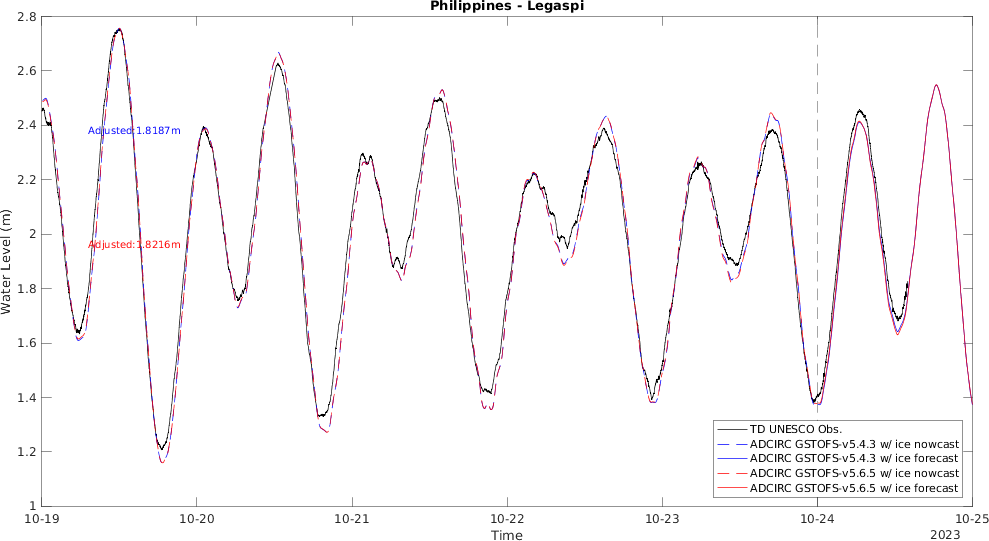 Philippines - Legaspi
2.8
2.6
2.4
2.2
2
1.8
1.6
1.4
1.2
1
Water Level (m)
Adjusted:1.8187m
Adjusted:1.8216m
TD UNESCO Obs.
ADCIRC GSTOFS-v5.4.3 w/ ice nowcast
ADCIRC GSTOFS-v5.4.3 w/ ice forecast
ADCIRC GSTOFS-v5.6.5 w/ ice nowcast
ADCIRC GSTOFS-v5.6.5 w/ ice forecast
10-19 10-20 10-21 10-22 10-23 10-24 10-25
Time
2023